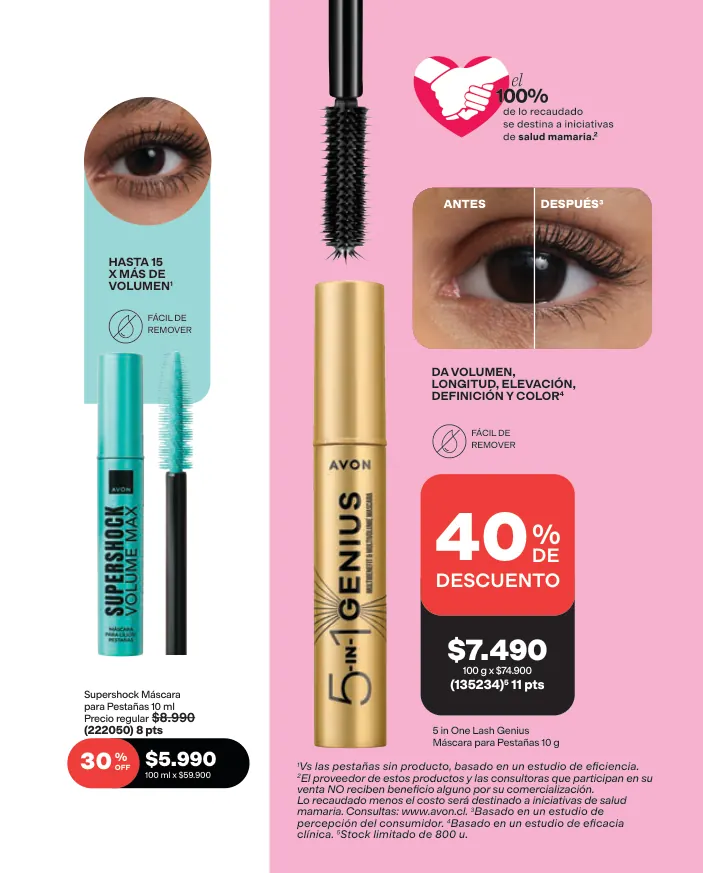 HASTA 15
X MÁS DE
VOLUMEN¹
FÁCIL DE
REMOVER
AVON
SUPERSHOCK
VOLUME MAX
MÁSCARA
PARA CÍLIOS
PESTAÑAS
Supershock Máscara
para Pestañas 10 ml
Precio regular $8.990
(222050) 8 pts
30%
OFF
$5.990
100 ml x $59.900
el
100%
de lo recaudado
se destina a iniciativas
de salud mamaria.²
ANTES
DESPUÉS³
DA VOLUMEN,
LONGITUD, ELEVACIÓN,
DEFINICIÓN Y COLOR⁴
FÁCIL DE
REMOVER
AVON
5-IN-1 GENIUS
MULTIBENEFIT & MULTIVOLUME MASCARA
40%
DE
DESCUENTO
$7.490
100 g x $74.900
(135234)⁵ 11 pts
5 in One Lash Genius
Máscara para Pestañas 10 g
¹Vs las pestañas sin producto, basado en un estudio de eficiencia.
²El proveedor de estos productos y las consultoras que participan en su
venta NO reciben beneficio alguno por su comercialización.
Lo recaudado menos el costo será destinado a iniciativas de salud
mamaria. Consultas: www.avon.cl. ³Basado en un estudio de
percepción del consumidor. ⁴Basado en un estudio de eficacia
clínica. ⁵Stock limitado de 800 u.